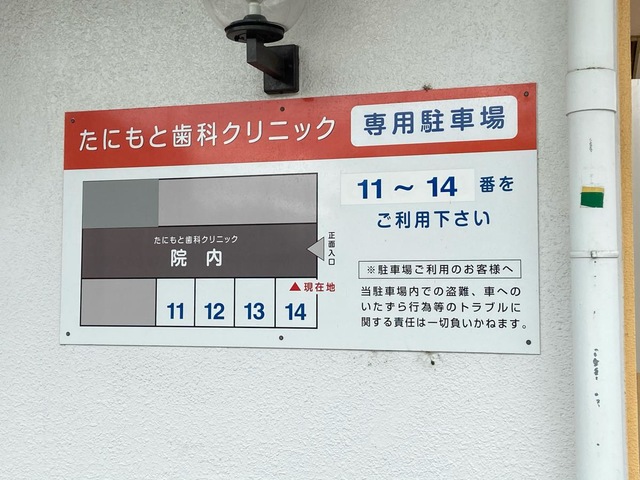 たにもと歯科クリニック 専用駐車場
11～14 番を
ご利用下さい
たにもと歯科クリニック
院内
正面入口
▲現在地
11 12 13 14
※駐車場ご利用のお客様へ
当駐車場内での盗難、車への
いたずら行為等のトラブルに
関する責任は一切負いかねます。